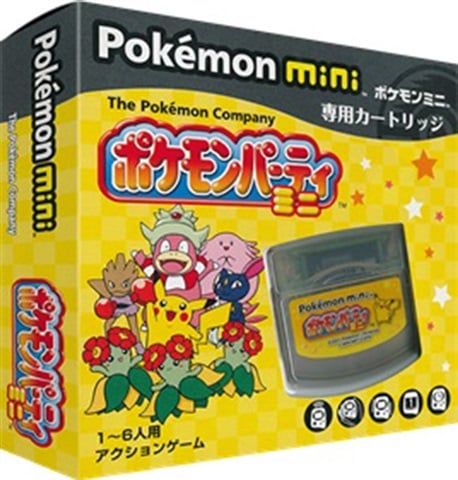 Pokémon mini
ポケモンミニ
専用カートリッジ
The Pokémon Company
ポケモンパーティ
ミニ
TM
1～6人用
アクションゲーム
Pokémon mini
ポケモンパーティ
ミニ
Pokémon mini
The Pokémon Company
ポケモンパーティ
ミニ